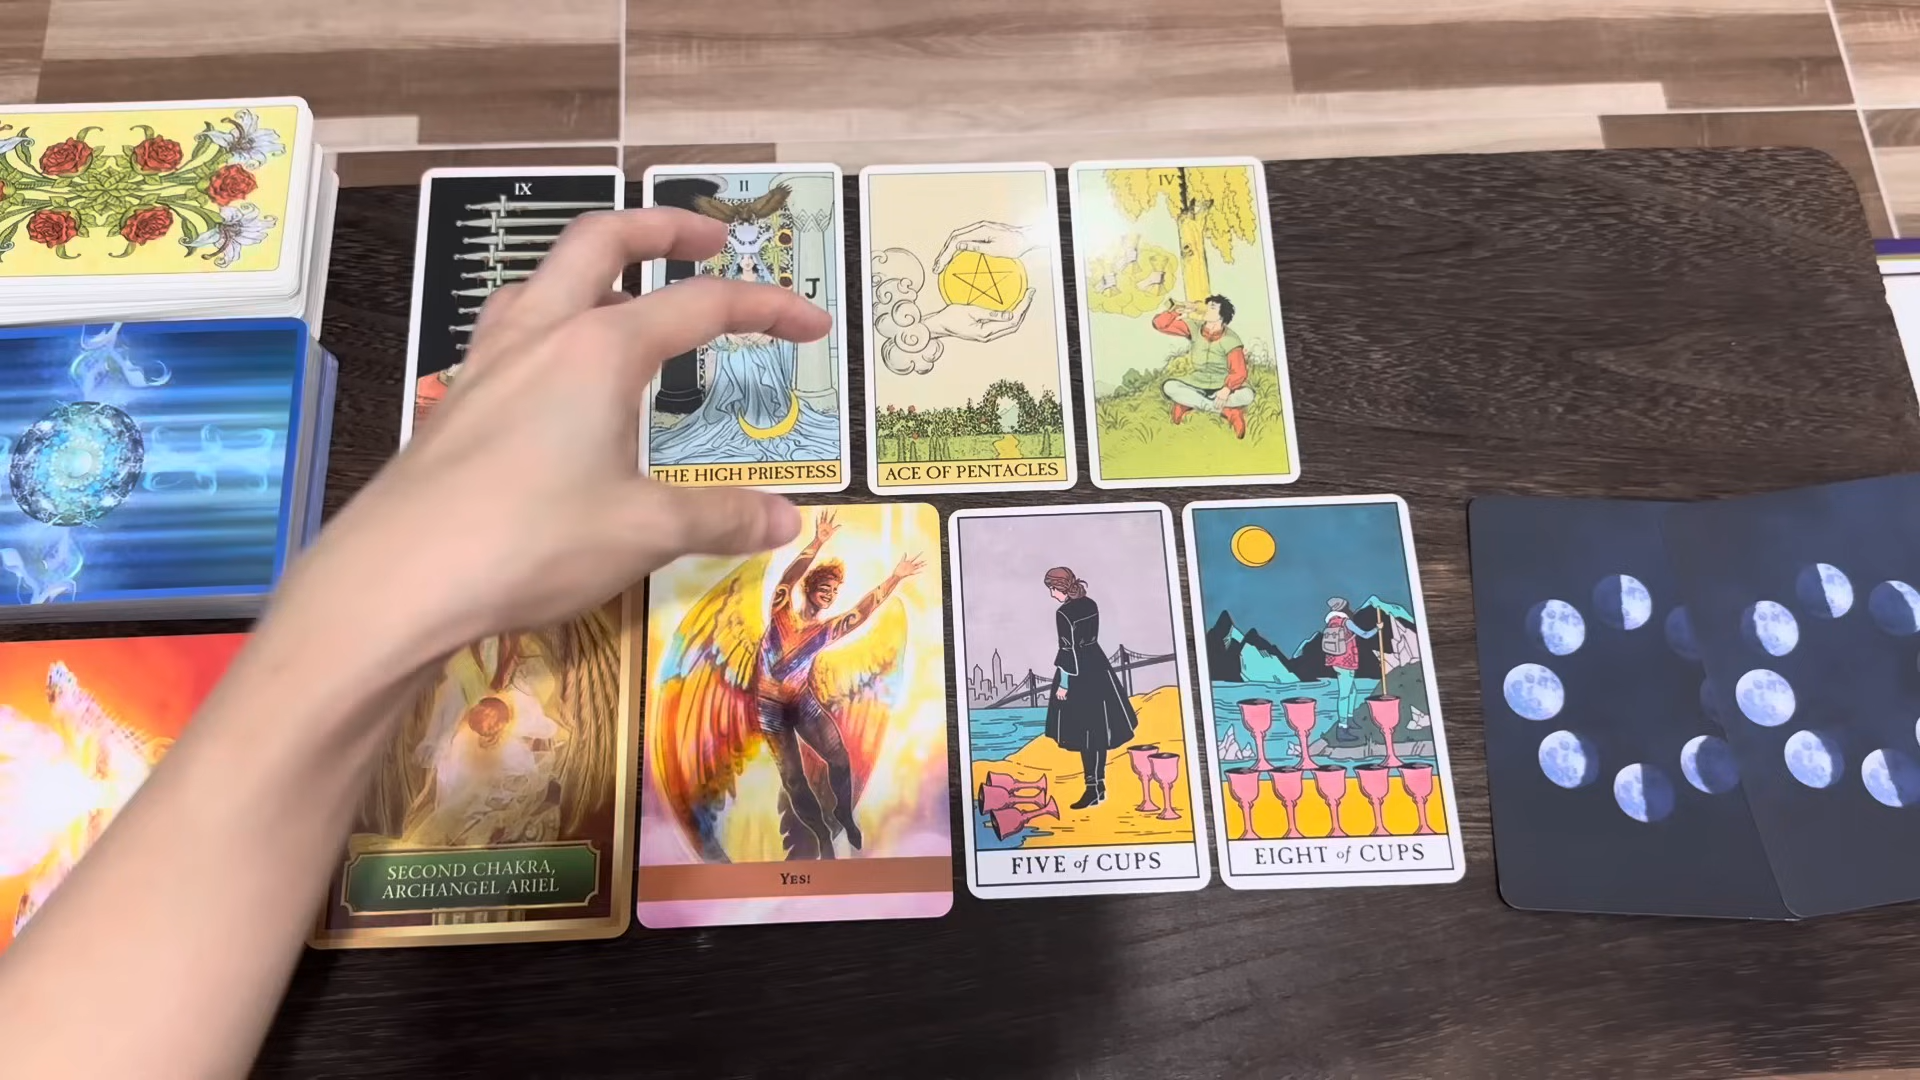 IX
II
J
THE HIGH PRIESTESS
ACE OF PENTACLES
IV
SECOND CHAKRA,
ARCHANGEL ARIEL
YES!
FIVE of CUPS
EIGHT of CUPS